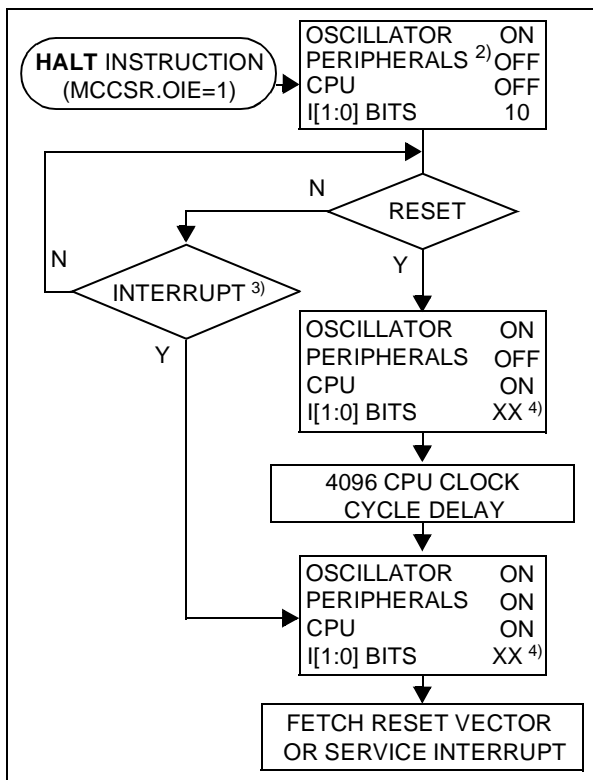 HALT INSTRUCTION
(MCCSR.OIE=1)
OSCILLATOR ON
PERIPHERALS 2) OFF
CPU OFF
I[1:0] BITS 10
N
RESET
N
Y
INTERRUPT 3)
Y
OSCILLATOR ON
PERIPHERALS OFF
CPU ON
I[1:0] BITS XX 4)
4096 CPU CLOCK
CYCLE DELAY
OSCILLATOR ON
PERIPHERALS ON
CPU ON
I[1:0] BITS XX 4)
FETCH RESET VECTOR
OR SERVICE INTERRUPT